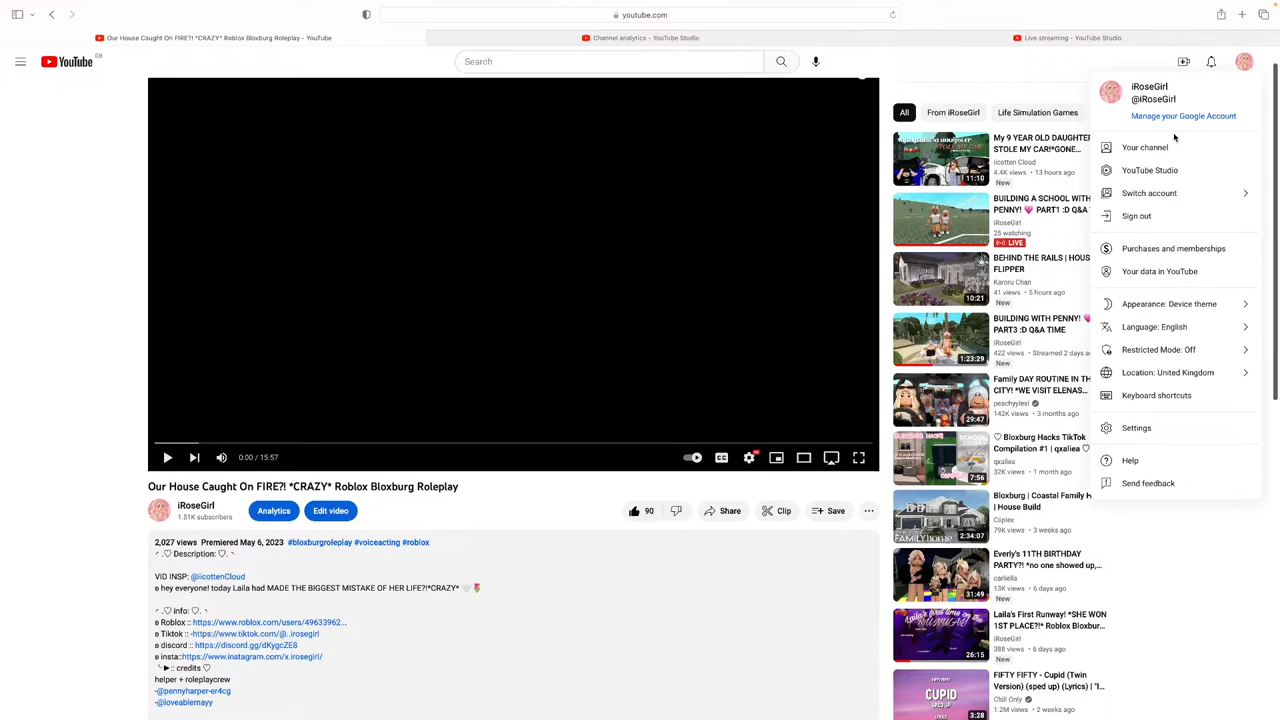 youtube.com
Our House Caught On FIRE?! *CRAZY* Roblox Bloxburg Roleplay - YouTube
Channel analytics - YouTube Studio
Live streaming - YouTube Studio
YouTube GB
Search
iRoseGirl
@iRoseGirl
Manage your Google Account
Your channel
YouTube Studio
Switch account
Sign out
Purchases and memberships
Your data in YouTube
Appearance: Device theme
Language: English
Restricted Mode: Off
Location: United Kingdom
Keyboard shortcuts
Settings
Help
Send feedback
All
From iRoseGirl
Life Simulation Games
My 9 YEAR OLD DAUGHTER
STOLE MY CAR!*GONE...
iicotten Cloud
4.4K views • 13 hours ago
New
11:10
BUILDING A SCHOOL WITH
PENNY! 💗 PART1 :D Q&A
iRoseGirl
25 watching
LIVE
BEHIND THE RAILS | HOUS
FLIPPER
Karoru Chan
41 views • 5 hours ago
New
10:21
BUILDING WITH PENNY! 💗
PART3 :D Q&A TIME
iRoseGirl
422 views • Streamed 2 days a
New
1:23:29
Family DAY ROUTINE IN TH
CITY! *WE VISIT ELENAS...
peachyylexi
142K views • 3 months ago
29:47
♡ Bloxburg Hacks TikTok
Compilation #1 | qxaliea ♡
qxaliea
32K views • 1 month ago
7:56
Bloxburg | Coastal Family H
| House Build
Ciiplex
79K views • 3 weeks ago
2:34:07
Everly's 11TH BIRTHDAY
PARTY?! *no one showed up,...
carliella
13K views • 6 days ago
New
31:49
Laila's First Runway! *SHE WON
1ST PLACE?!* Roblox Bloxbur...
iRoseGirl
388 views • 6 days ago
New
26:15
FIFTY FIFTY - Cupid (Twin
Version) (sped up) (Lyrics) | "I...
Chill Only
1.2M views • 2 weeks ago
CUPID
SPED UP
LYRICS
3:28
0:00 / 15:57
Our House Caught On FIRE?! *CRAZY* Roblox Bloxburg Roleplay
iRoseGirl
1.51K subscribers
Analytics
Edit video
90
Share
Clip
Save
2,027 views Premiered May 6, 2023 #bloxburgroleplay #voiceacting #roblox
⌜ .♡ Description: ♡. ⌝
VID INSP: @iicottenCloud
ʚ hey everyone! today Laila had MADE THE BIGGEST MISTAKE OF HER LIFE?!*CRAZY* 🤍🌷
⌜ .♡ info: ♡. ⌝
ʚ Roblox :: https://www.roblox.com/users/49633962...
ʚ Tiktok :: -https://www.tiktok.com/@..irosegirl
ʚ discord :: https://discord.gg/dKygcZE8
ʚ insta::https://www.instagram.com/x.irosegirl/
╰ ▶:: credits ♡
helper + roleplaycrew
-@pennyharper-er4cg
-@loveablemayy